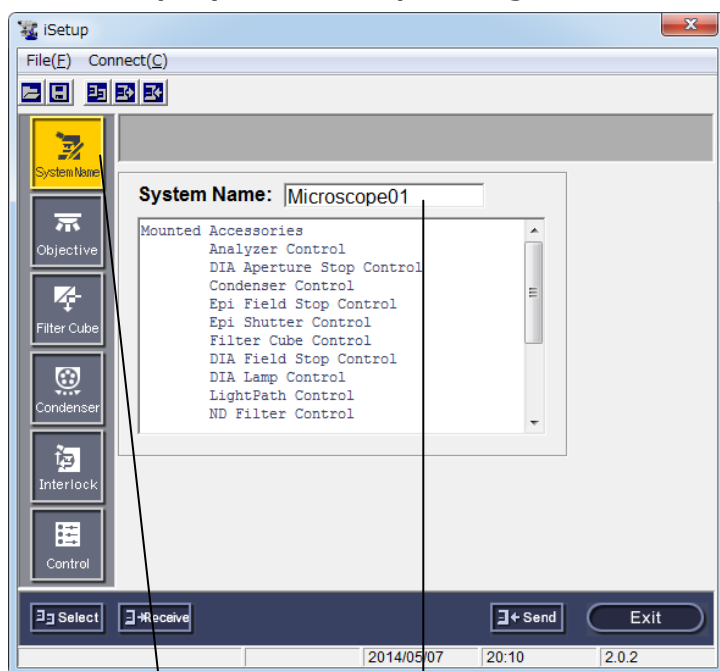 iSetup
File(F) Connect(C)
System Name
Objective
Filter Cube
Condenser
Interlock
Control
System Name: Microscope01
Mounted Accessories
Analyzer Control
DIA Aperture Stop Control
Condenser Control
Epi Field Stop Control
Epi Shutter Control
Filter Cube Control
DIA Field Stop Control
DIA Lamp Control
LightPath Control
ND Filter Control
Select
Receive
Send
Exit
2014/05/07 20:10 2.0.2